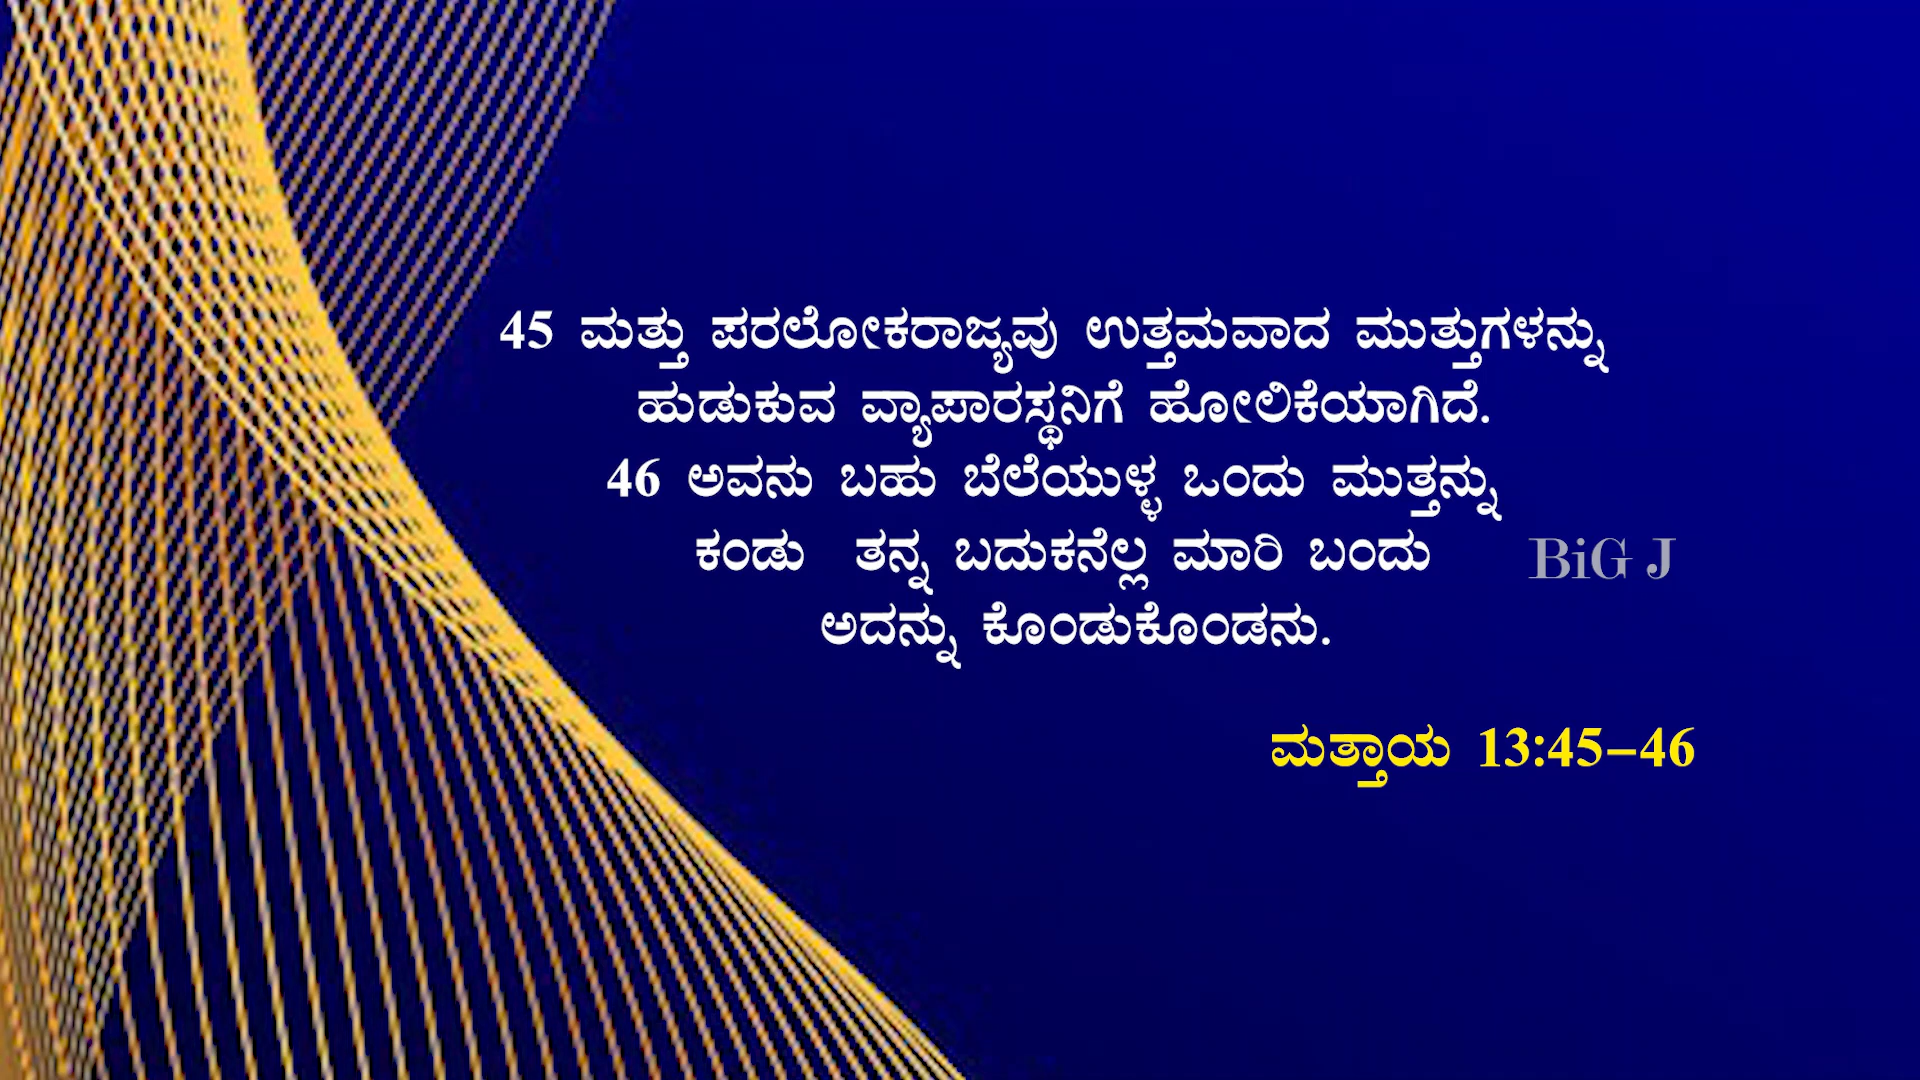 45 ಮತ್ತು ಪರಲೋಕರಾಜ್ಯವು ಉತ್ತಮವಾದ ಮುತ್ತುಗಳನ್ನು
ಹುಡುಕುವ ವ್ಯಾಪಾರಸ್ಥನಿಗೆ ಹೋಲಿಕೆಯಾಗಿದೆ.
46 ಅವನು ಬಹು ಬೆಲೆಯುಳ್ಳ ಒಂದು ಮುತ್ತನ್ನು
ಕಂಡು ತನ್ನ ಬದುಕನೆಲ್ಲ ಮಾರಿ ಬಂದು
BiG J
ಅದನ್ನು ಕೊಂಡುಕೊಂಡನು.
ಮತ್ತಾಯ 13:45–46